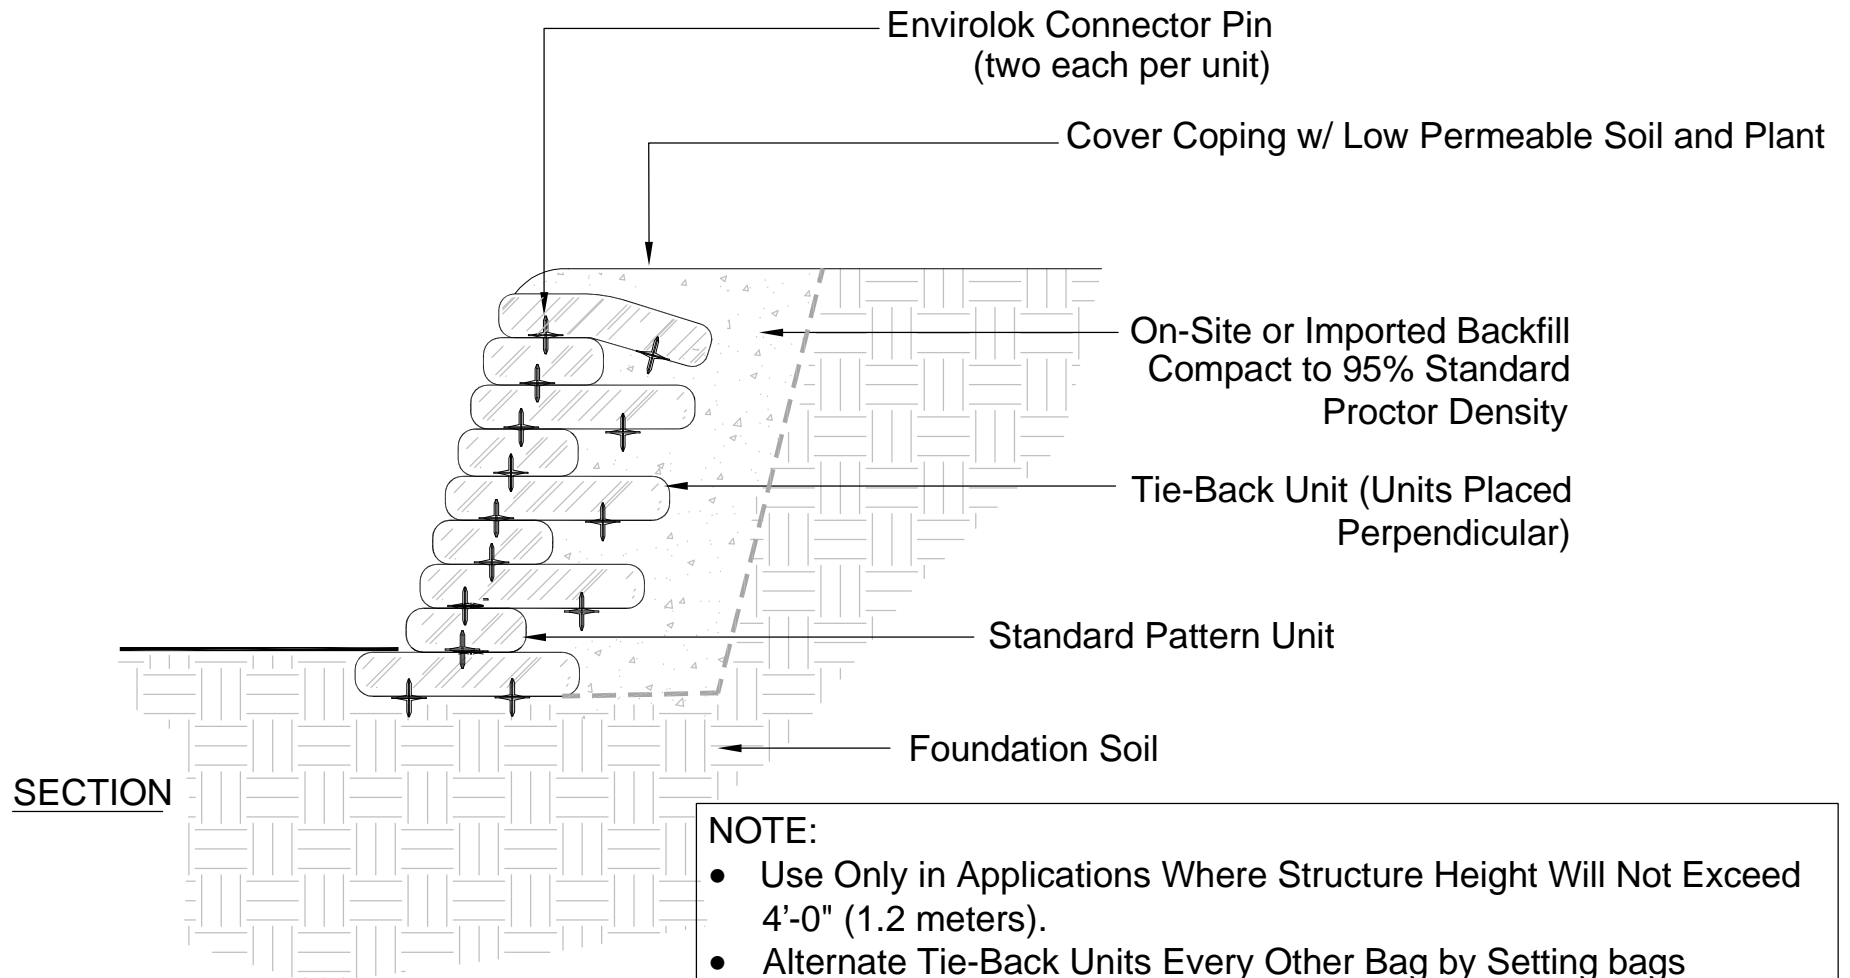 Envirolok Connector Pin
(two each per unit)
Cover Coping w/ Low Permeable Soil and Plant
On-Site or Imported Backfill
Compact to 95% Standard
Proctor Density
Tie-Back Unit (Units Placed
Perpendicular)
Standard Pattern Unit
Foundation Soil
SECTION
NOTE:
• Use Only in Applications Where Structure Height Will Not Exceed
4'-0" (1.2 meters).
• Alternate Tie-Back Units Every Other Bag by Setting bags